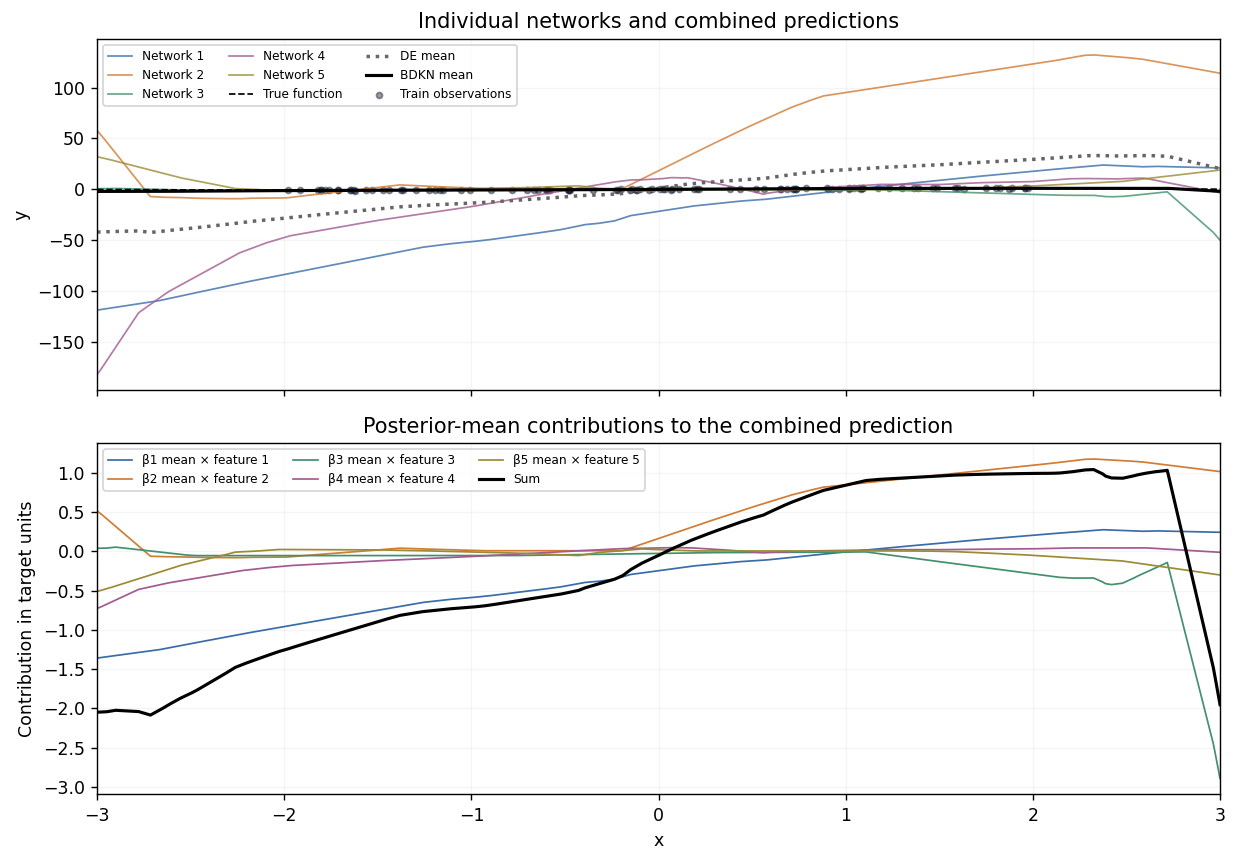 Individual networks and combined predictions
Network 1
Network 2
Network 3
Network 4
Network 5
True function
DE mean
BDKN mean
Train observations
100
50
0
−50
−100
−150
y
Posterior-mean contributions to the combined prediction
β1 mean × feature 1
β2 mean × feature 2
β3 mean × feature 3
β4 mean × feature 4
β5 mean × feature 5
Sum
1.0
0.5
0.0
−0.5
−1.0
−1.5
−2.0
−2.5
−3.0
Contribution in target units
−3 −2 −1 0 1 2 3
x